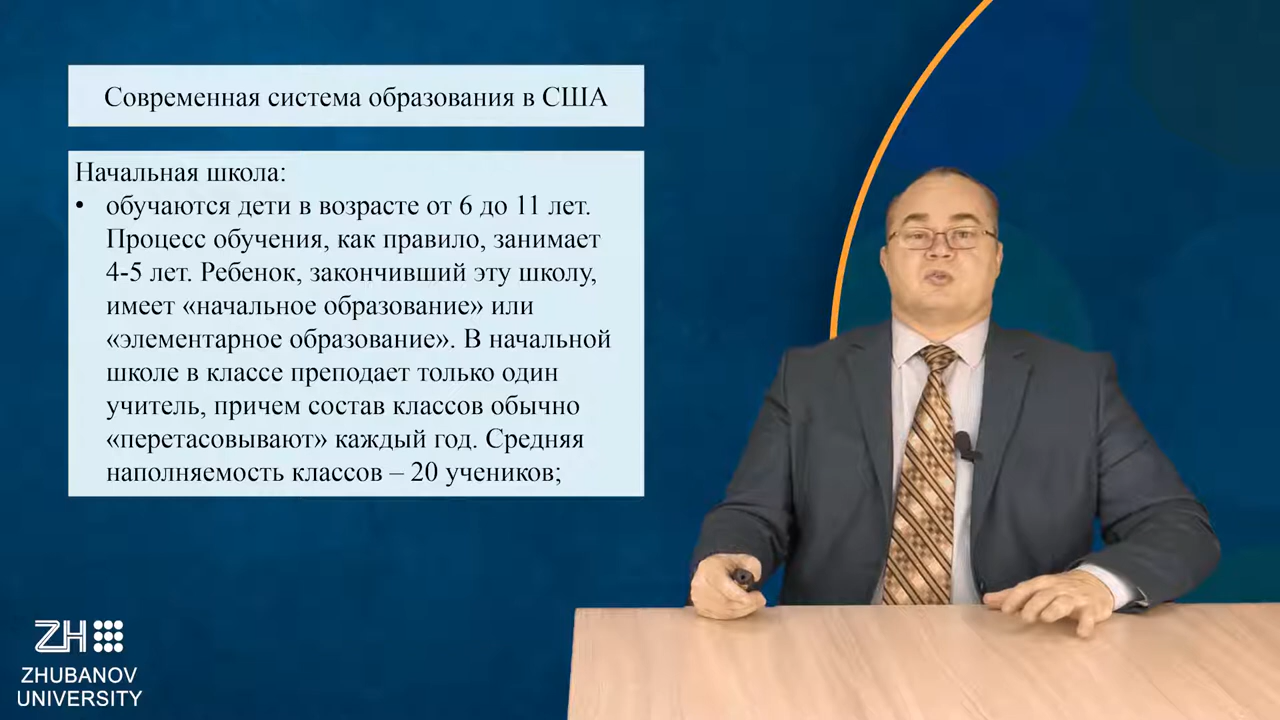 Современная система образования в США
Начальная школа:
• обучаются дети в возрасте от 6 до 11 лет.
Процесс обучения, как правило, занимает
4-5 лет. Ребенок, закончивший эту школу,
имеет «начальное образование» или
«элементарное образование». В начальной
школе в классе преподает только один
учитель, причем состав классов обычно
«перетасовывают» каждый год. Средняя
наполняемость классов – 20 учеников;
ZH
ZHUBANOV
UNIVERSITY